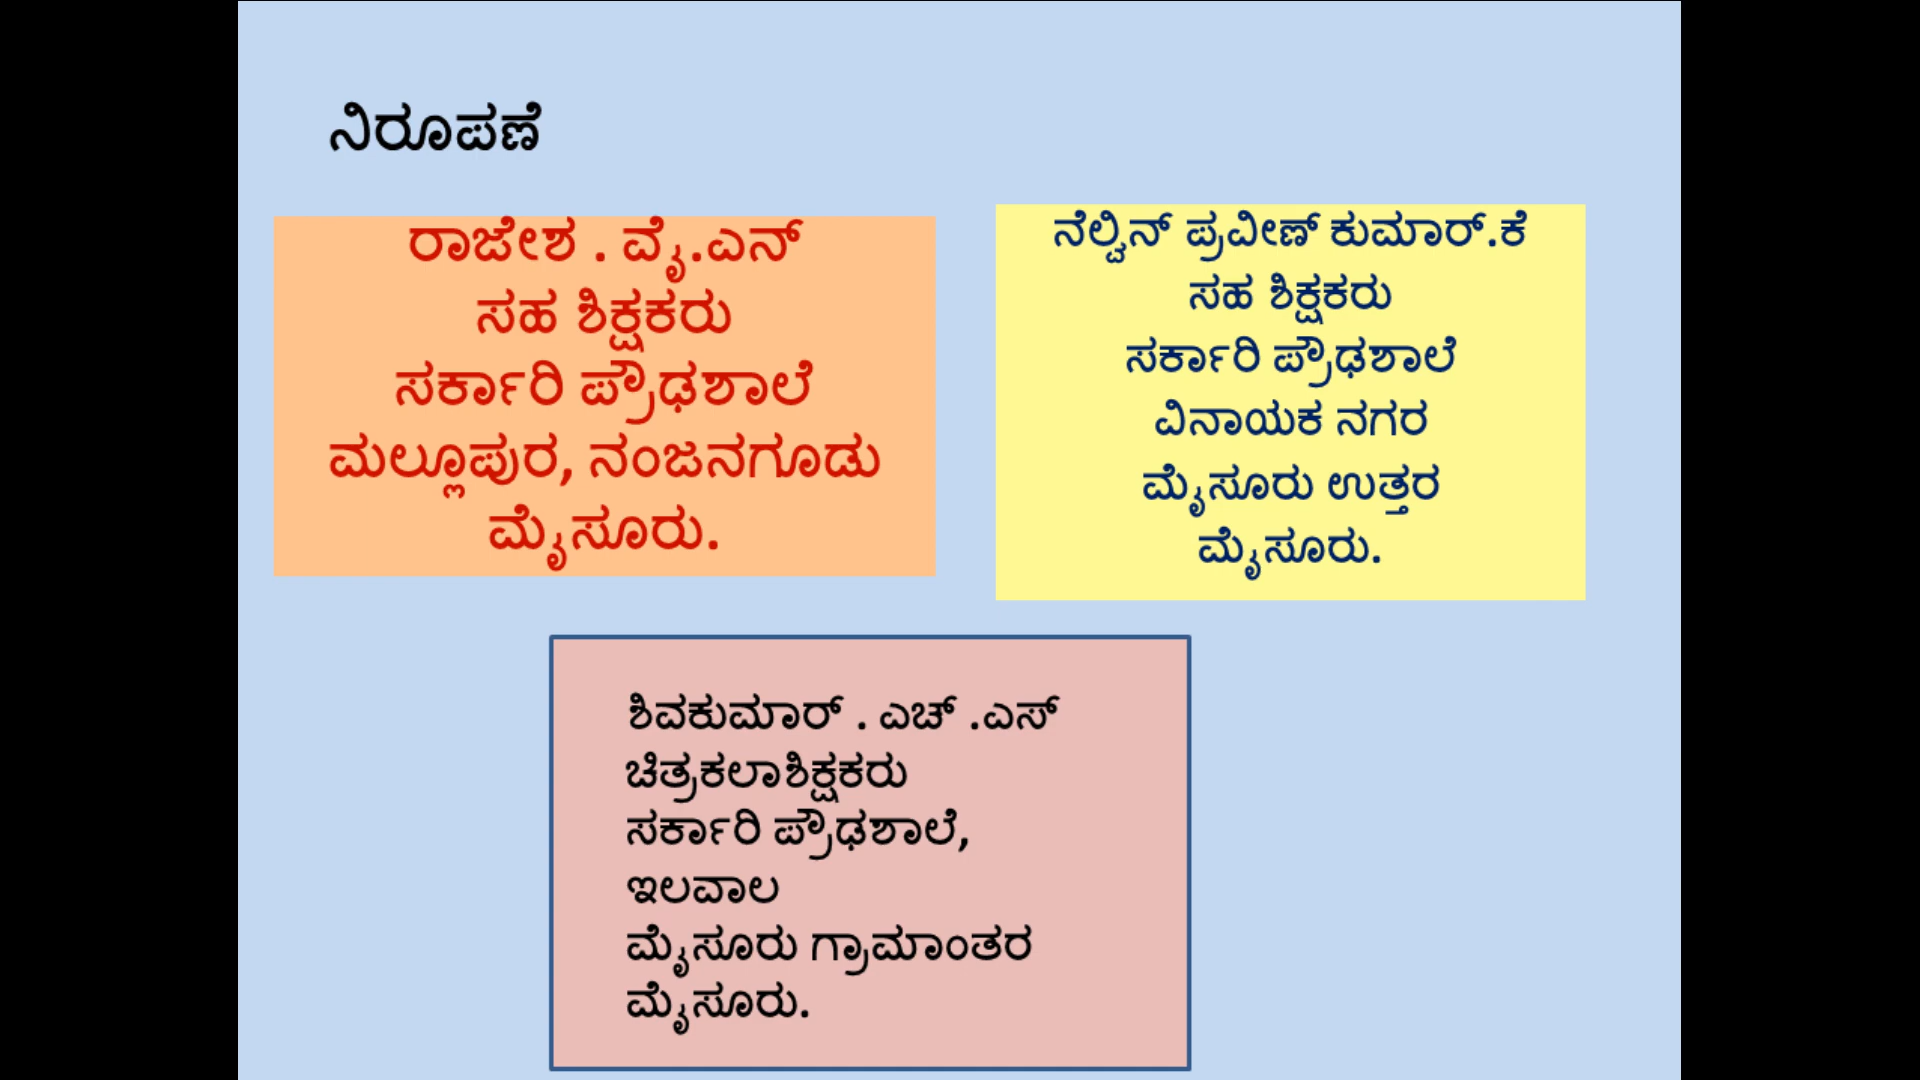 ನಿರೂಪಣೆ
ರಾಜೇಶ . ವೈ.ಎನ್
ಸಹ ಶಿಕ್ಷಕರು
ಸರ್ಕಾರಿ ಪ್ರೌಢಶಾಲೆ
ಮಲ್ಲೂಪುರ, ನಂಜನಗೂಡು
ಮೈಸೂರು.
ನೆಲ್ವಿನ್ ಪ್ರವೀಣ್ ಕುಮಾರ್.ಕೆ
ಸಹ ಶಿಕ್ಷಕರು
ಸರ್ಕಾರಿ ಪ್ರೌಢಶಾಲೆ
ವಿನಾಯಕ ನಗರ
ಮೈಸೂರು ಉತ್ತರ
ಮೈಸೂರು.
ಶಿವಕುಮಾರ್ . ಎಚ್ .ಎಸ್
ಚಿತ್ರಕಲಾಶಿಕ್ಷಕರು
ಸರ್ಕಾರಿ ಪ್ರೌಢಶಾಲೆ,
ಇಲವಾಲ
ಮೈಸೂರು ಗ್ರಾಮಾಂತರ
ಮೈಸೂರು.